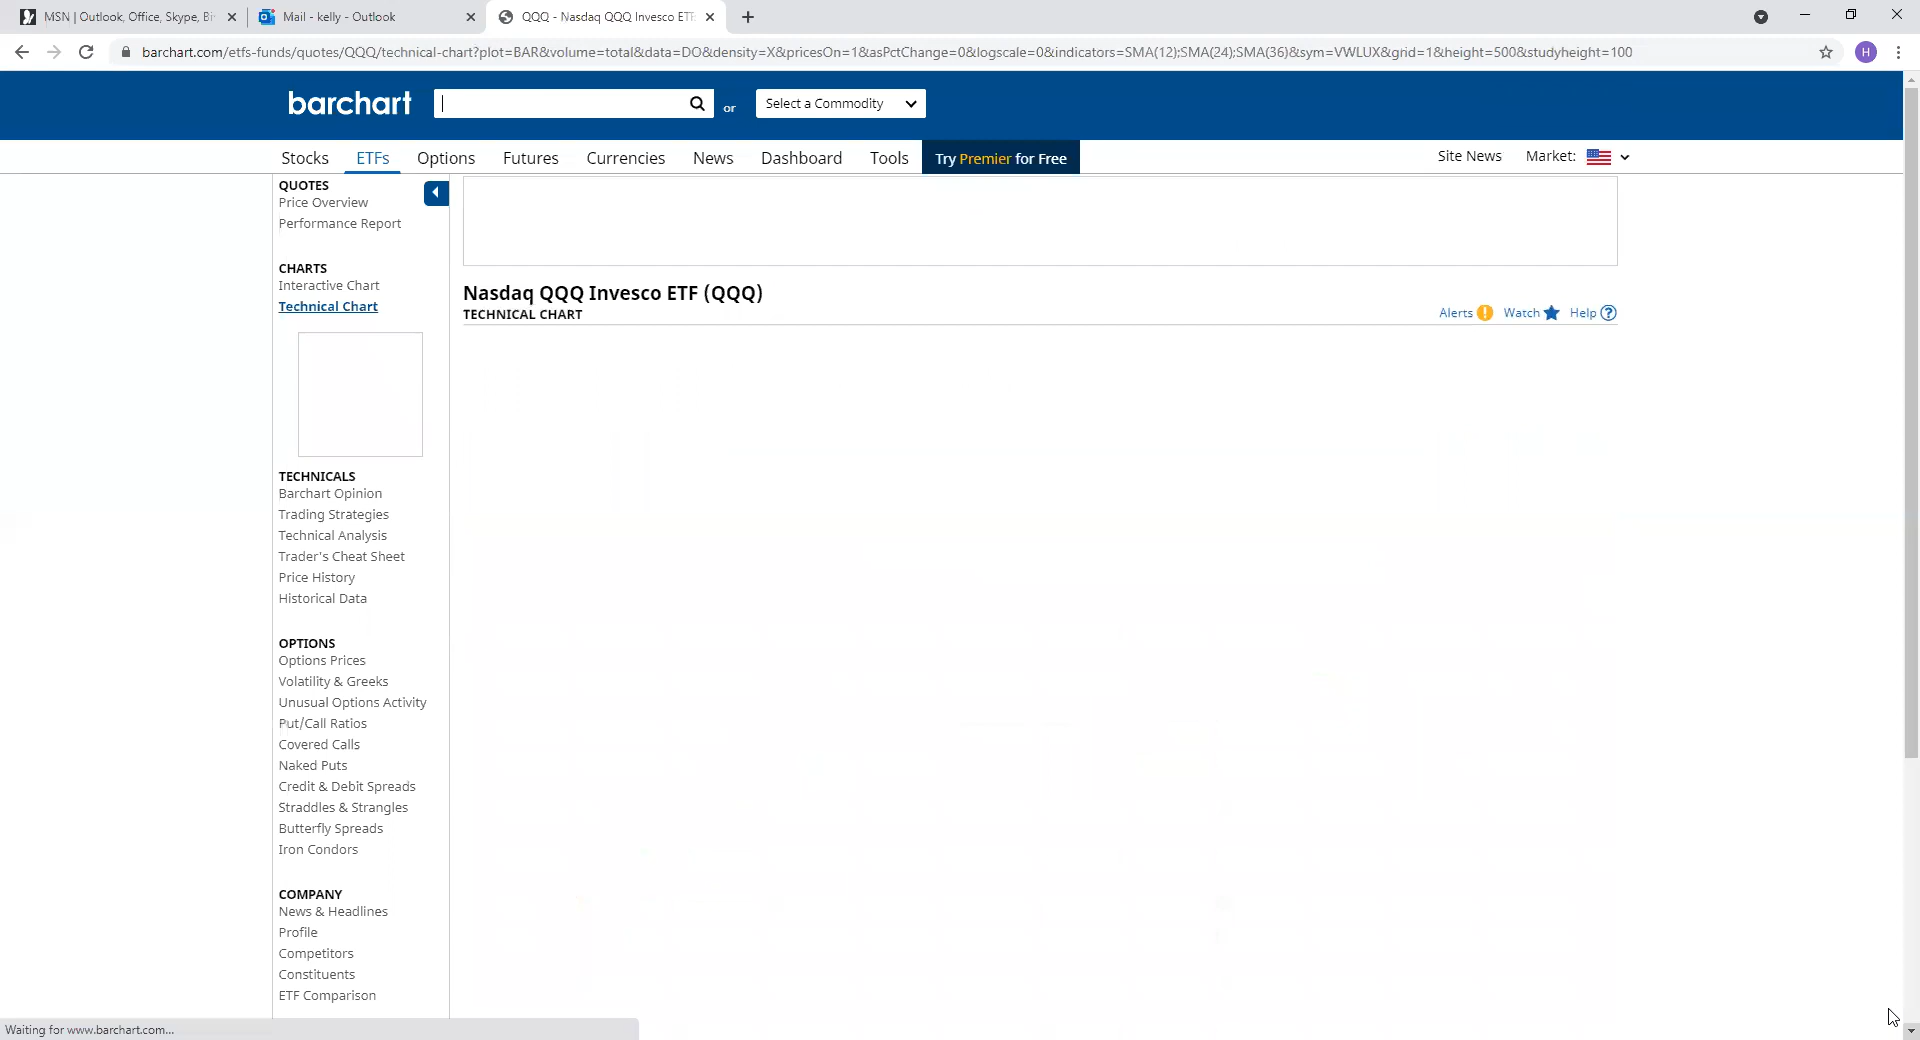 MSN | Outlook, Office, Skype, Bi
Mail - kelly - Outlook
QQQ - Nasdaq QQQ Invesco ETF
barchart.com/etfs-funds/quotes/QQQ/technical-chart?plot=BAR&volume=total&data=DO&density=X&pricesOn=1&asPctChange=0&logscale=0&indicators=SMA(12);SMA(24);SMA(36)&sym=VWLUX&grid=1&height=500&studyheight=100
H
barchart
or
Select a Commodity
Stocks
ETFs
Options
Futures
Currencies
News
Dashboard
Tools
Try Premier for Free
Site News
Market:
QUOTES
Price Overview
Performance Report
CHARTS
Interactive Chart
Technical Chart
Nasdaq QQQ Invesco ETF (QQQ)
TECHNICAL CHART
Alerts
Watch
Help
TECHNICALS
Barchart Opinion
Trading Strategies
Technical Analysis
Trader's Cheat Sheet
Price History
Historical Data
OPTIONS
Options Prices
Volatility & Greeks
Unusual Options Activity
Put/Call Ratios
Covered Calls
Naked Puts
Credit & Debit Spreads
Straddles & Strangles
Butterfly Spreads
Iron Condors
COMPANY
News & Headlines
Profile
Competitors
Constituents
ETF Comparison
Waiting for www.barchart.com...